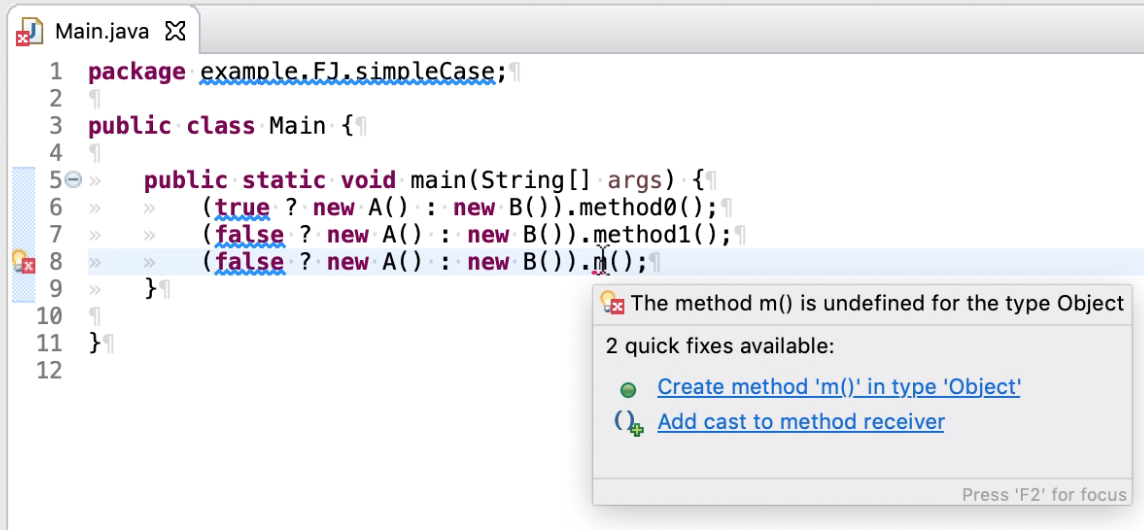 Main.java
1 package example.FJ.simpleCase;¶
2 ¶
3 public class Main {¶
4 ¶
5 » public static void main(String[] args) {¶
6 » » (true ? new A() : new B()).method0();¶
7 » » (false ? new A() : new B()).method1();¶
8 » » (false ? new A() : new B()).m();¶
9 » }¶
10 ¶
11 }¶
12
The method m() is undefined for the type Object
2 quick fixes available:
Create method 'm()' in type 'Object'
Add cast to method receiver
Press 'F2' for focus